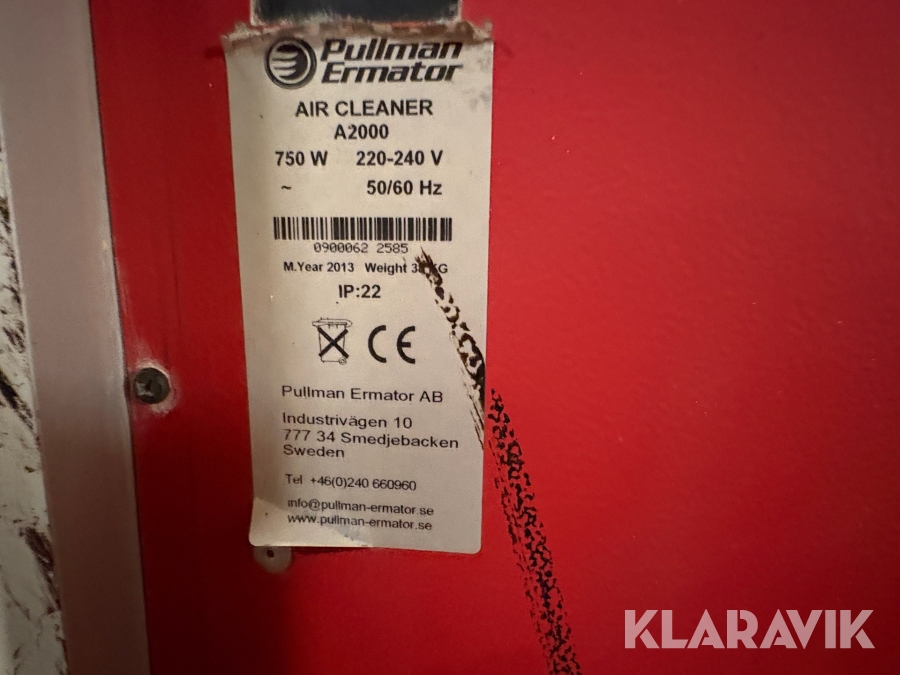 Pullman
Ermator
AIR CLEANER
A2000
750 W 220-240 V
~ 50/60 Hz
0900062 2585
M.Year 2013 Weight KG
IP:22
CE
Pullman Ermator AB
Industrivägen 10
777 34 Smedjebacken
Sweden
Tel +46(0)240 660960
info@pullman-ermator.se
www.pullman-ermator.se
KLARAVIK